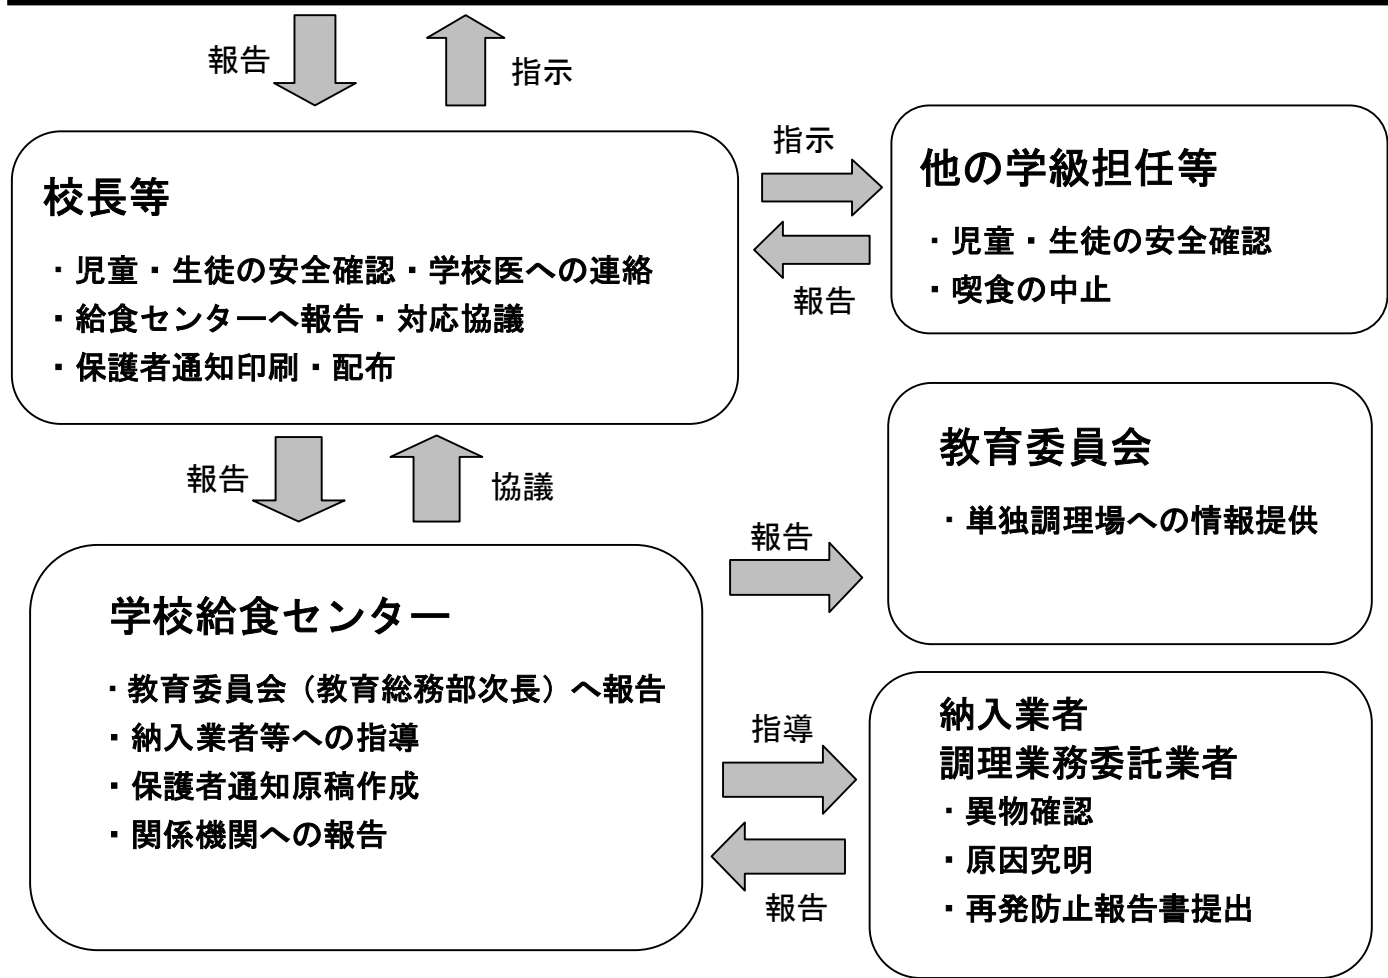 報告
指示
校長等
・児童・生徒の安全確認・学校医への連絡
・給食センターへ報告・対応協議
・保護者通知印刷・配布
指示
報告
他の学級担任等
・児童・生徒の安全確認
・喫食の中止
報告
協議
教育委員会
・単独調理場への情報提供
報告
学校給食センター
・教育委員会（教育総務部次長）へ報告
・納入業者等への指導
・保護者通知原稿作成
・関係機関への報告
指導
報告
納入業者
調理業務委託業者
・異物確認
・原因究明
・再発防止報告書提出